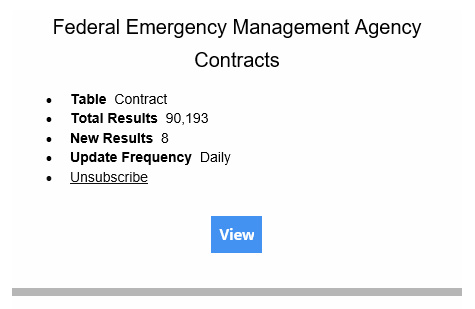 Federal Emergency Management Agency
Contracts
• Table Contract
• Total Results 90,193
• New Results 8
• Update Frequency Daily
• Unsubscribe
View